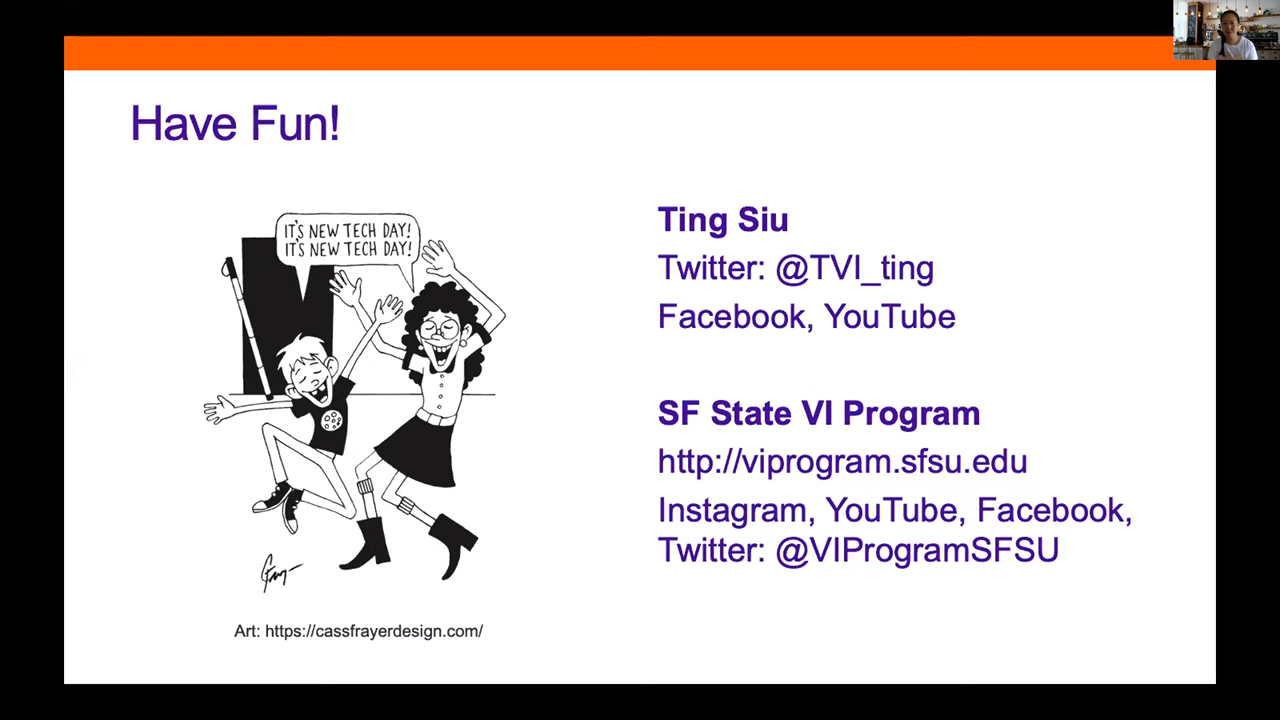 Have Fun!
IT'S NEW TECH DAY!
IT'S NEW TECH DAY!
Art: https://cassfrayerdesign.com/
Ting Siu
Twitter: @TVI_ting
Facebook, YouTube
SF State VI Program
http://viprogram.sfsu.edu
Instagram, YouTube, Facebook,
Twitter: @VIProgramSFSU